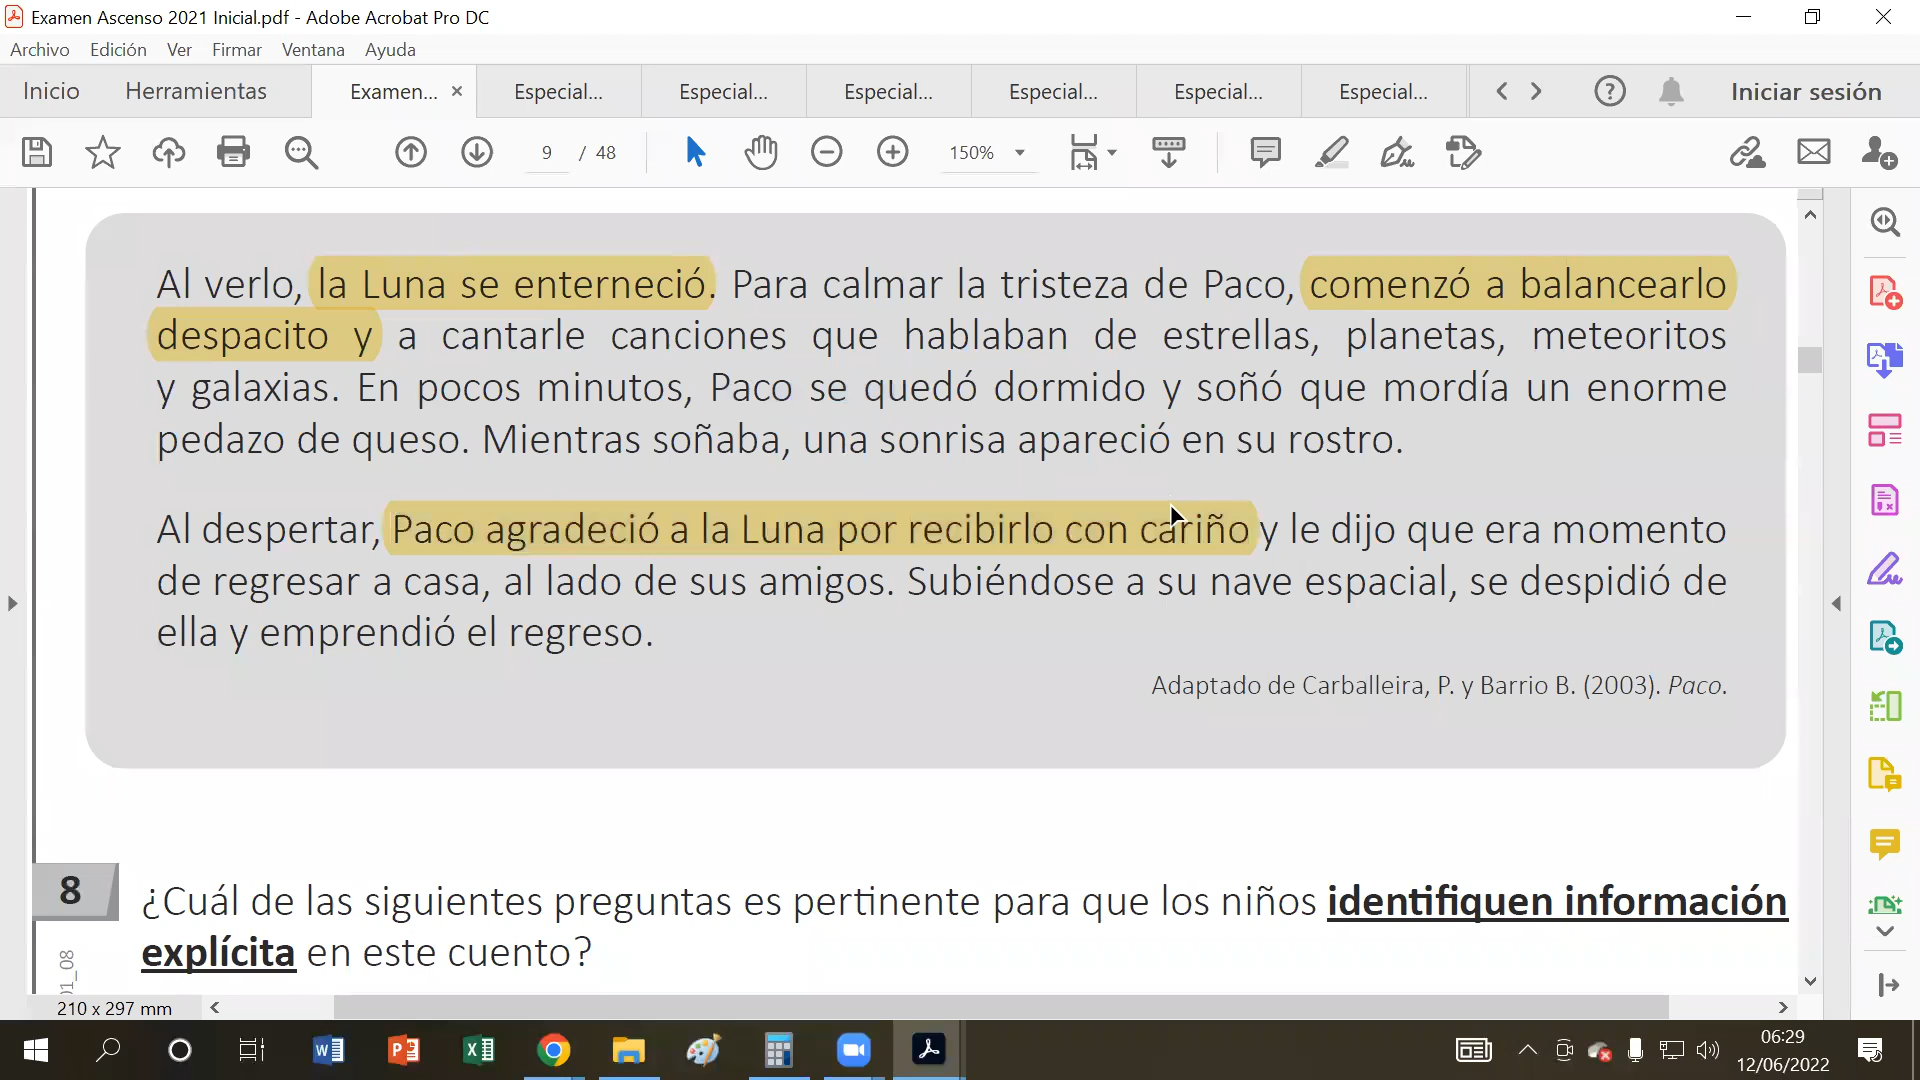 Examen Ascenso 2021 Inicial.pdf - Adobe Acrobat Pro DC
Archivo Edición Ver Firmar Ventana Ayuda
Inicio Herramientas Examen... × Especial... Especial... Especial... Especial... Especial... Especial... Iniciar sesión
9 / 48 150%
Al verlo, la Luna se enterneció. Para calmar la tristeza de Paco, comenzó a balancearlo
despacito y a cantarle canciones que hablaban de estrellas, planetas, meteoritos
y galaxias. En pocos minutos, Paco se quedó dormido y soñó que mordía un enorme
pedazo de queso. Mientras soñaba, una sonrisa apareció en su rostro.
Al despertar, Paco agradeció a la Luna por recibirlo con cariño y le dijo que era momento
de regresar a casa, al lado de sus amigos. Subiéndose a su nave espacial, se despidió de
ella y emprendió el regreso.
Adaptado de Carballeira, P. y Barrio B. (2003). Paco.
8
¿Cuál de las siguientes preguntas es pertinente para que los niños identifiquen información
explícita en este cuento?
210 x 297 mm
06:29
12/06/2022